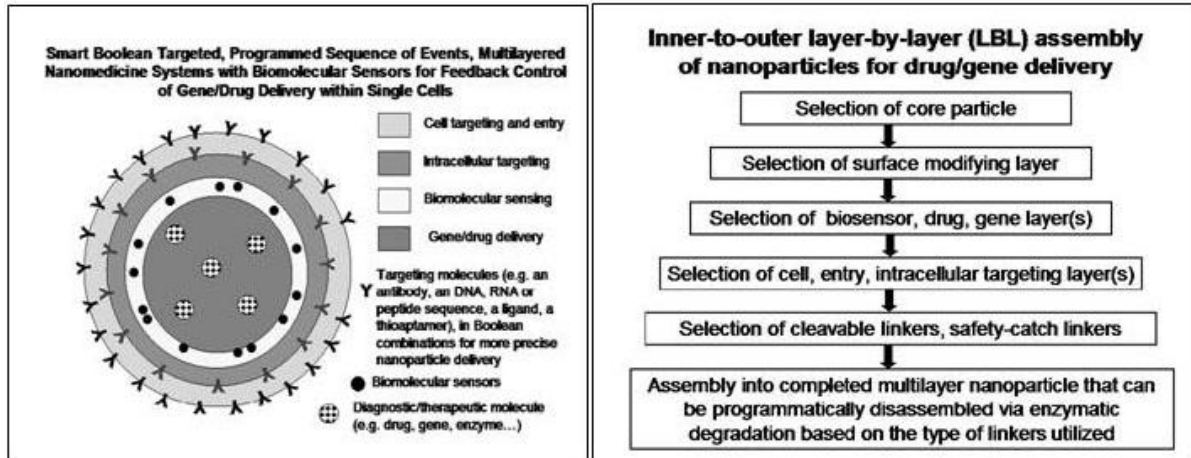 Smart Boolean Targeted, Programmed Sequence of Events, Multilayered
Nanomedicine Systems with Biomolecular Sensors for Feedback Control
of Gene/Drug Delivery within Single Cells
Cell targeting and entry
Intracellular targeting
Biomolecular sensing
Gene/drug delivery
Targeting molecules (e.g. an
antibody, an DNA, RNA or
peptide sequence, a ligand, a
thioaptamer), in Boolean
combinations for more precise
nanoparticle delivery
Biomolecular sensors
Diagnostic/therapeutic molecule
(e.g. drug, gene, enzyme...)
Inner-to-outer layer-by-layer (LBL) assembly
of nanoparticles for drug/gene delivery
Selection of core particle
Selection of surface modifying layer
Selection of biosensor, drug, gene layer(s)
Selection of cell, entry, intracellular targeting layer(s)
Selection of cleavable linkers, safety-catch linkers
Assembly into completed multilayer nanoparticle that can
be programmatically disassembled via enzymatic
degradation based on the type of linkers utilized